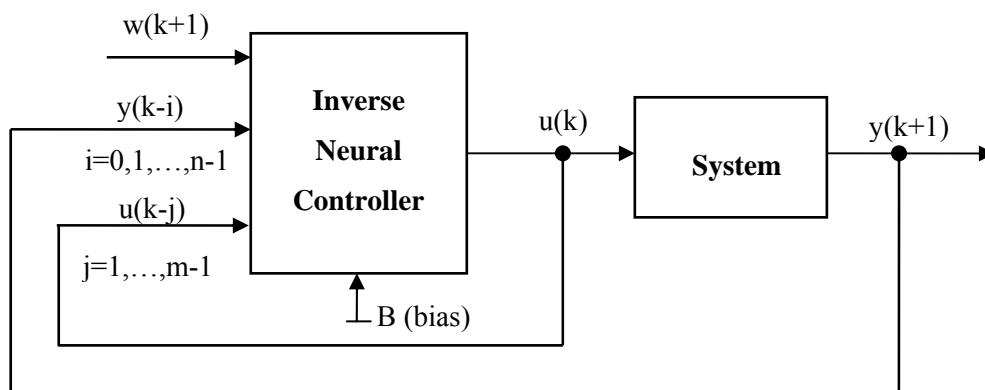 w(k+1)
y(k-i)
i=0,1,…,n-1
u(k-j)
j=1,…,m-1
Inverse
Neural
Controller
B (bias)
u(k)
System
y(k+1)